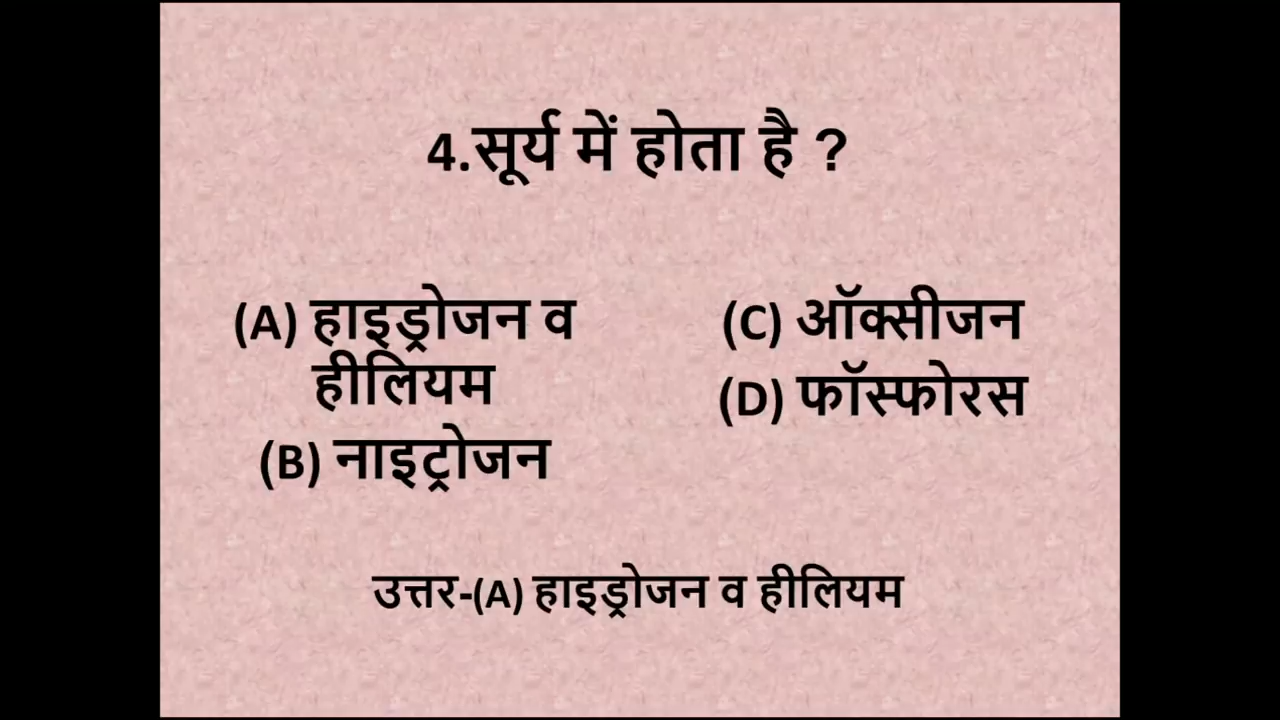 4.सूर्य में होता है ?
(A) हाइड्रोजन व
हीलियम
(B) नाइट्रोजन
(C) ऑक्सीजन
(D) फॉस्फोरस
उत्तर-(A) हाइड्रोजन व हीलियम